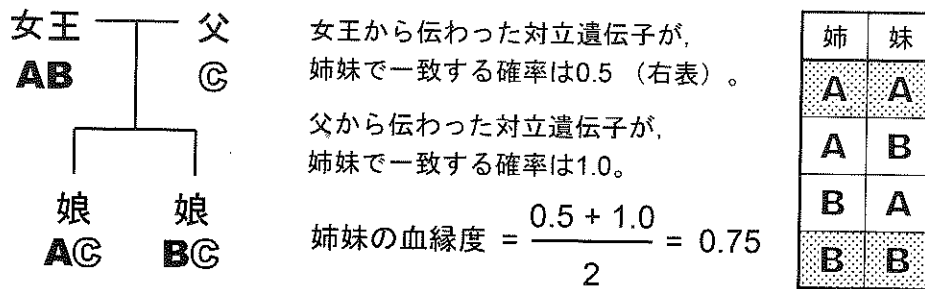 女王 父
AB C
娘 娘
AC BC
女王から伝わった対立遺伝子が,
姉妹で一致する確率は0.5 (右表)。
父から伝わった対立遺伝子が,
姉妹で一致する確率は1.0。
姉妹の血縁度 = 0.5 + 1.0 / 2 = 0.75
姉 妹
A A
A B
B A
B B